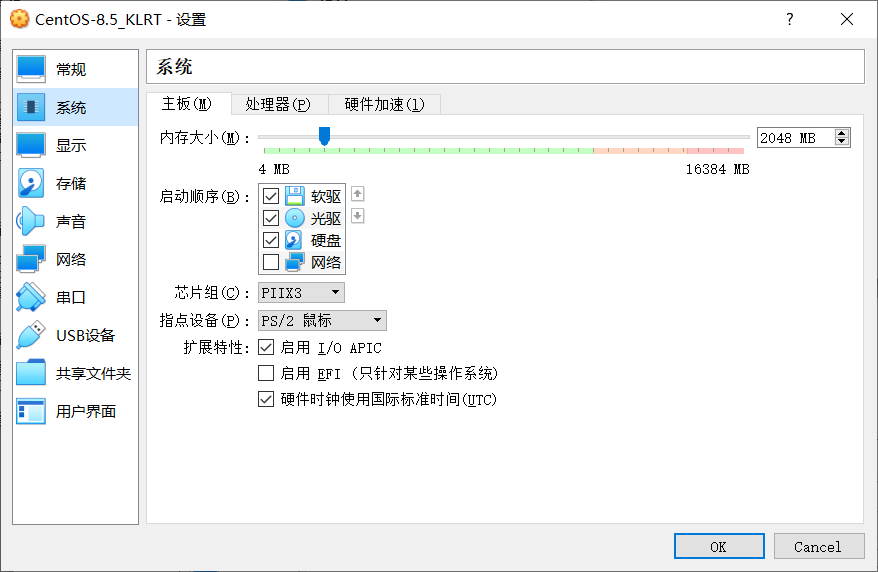 CentOS-8.5_KLRT - 设置
?
常规
系统
显示
存储
声音
网络
串口
USB设备
共享文件夹
用户界面
系统
主板(M) 处理器(P) 硬件加速(l)
内存大小(M): 2048 MB
4 MB 16384 MB
启动顺序(B): 软驱
光驱
硬盘
网络
芯片组(C): PIIX3
指点设备(P): PS/2 鼠标
扩展特性: 启用 I/O APIC
启用 EFI (只针对某些操作系统)
硬件时钟使用国际标准时间(UTC)
OK Cancel